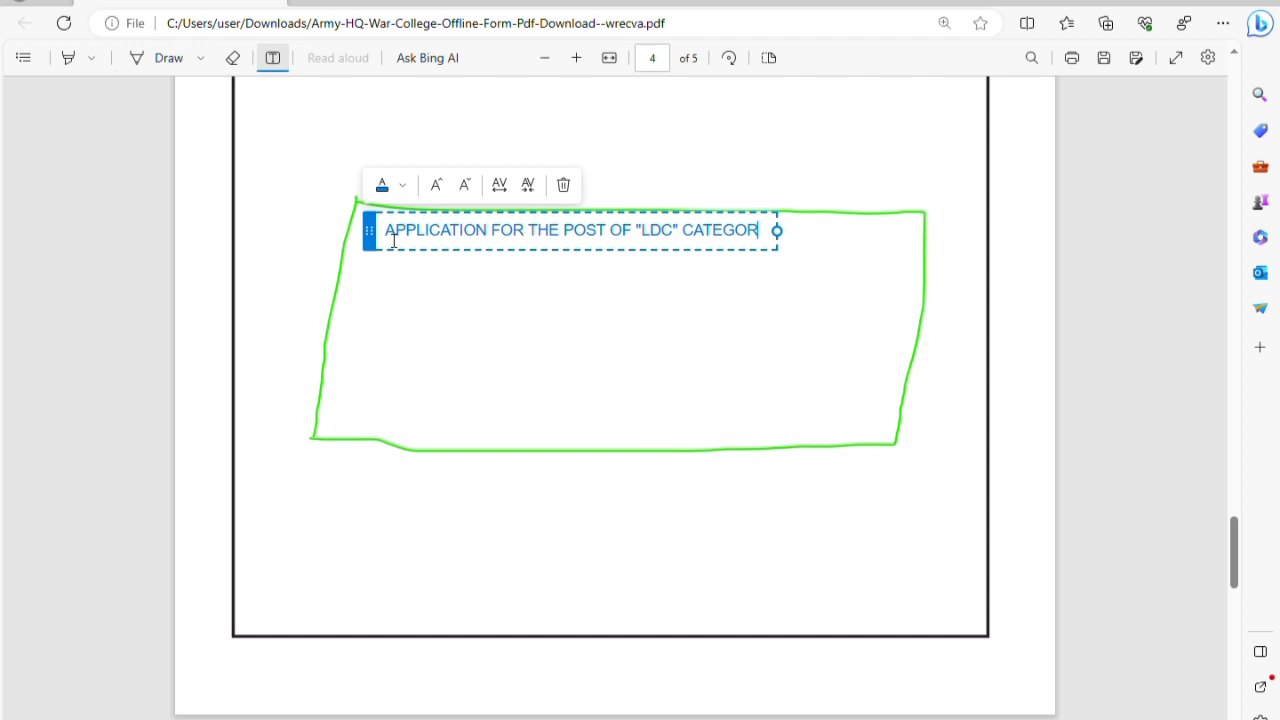 File C:/Users/user/Downloads/Army-HQ-War-College-Offline-Form-Pdf-Download--wrecva.pdf
Draw Read aloud Ask Bing AI 4 of 5
APPLICATION FOR THE POST OF "LDC" CATEGOR